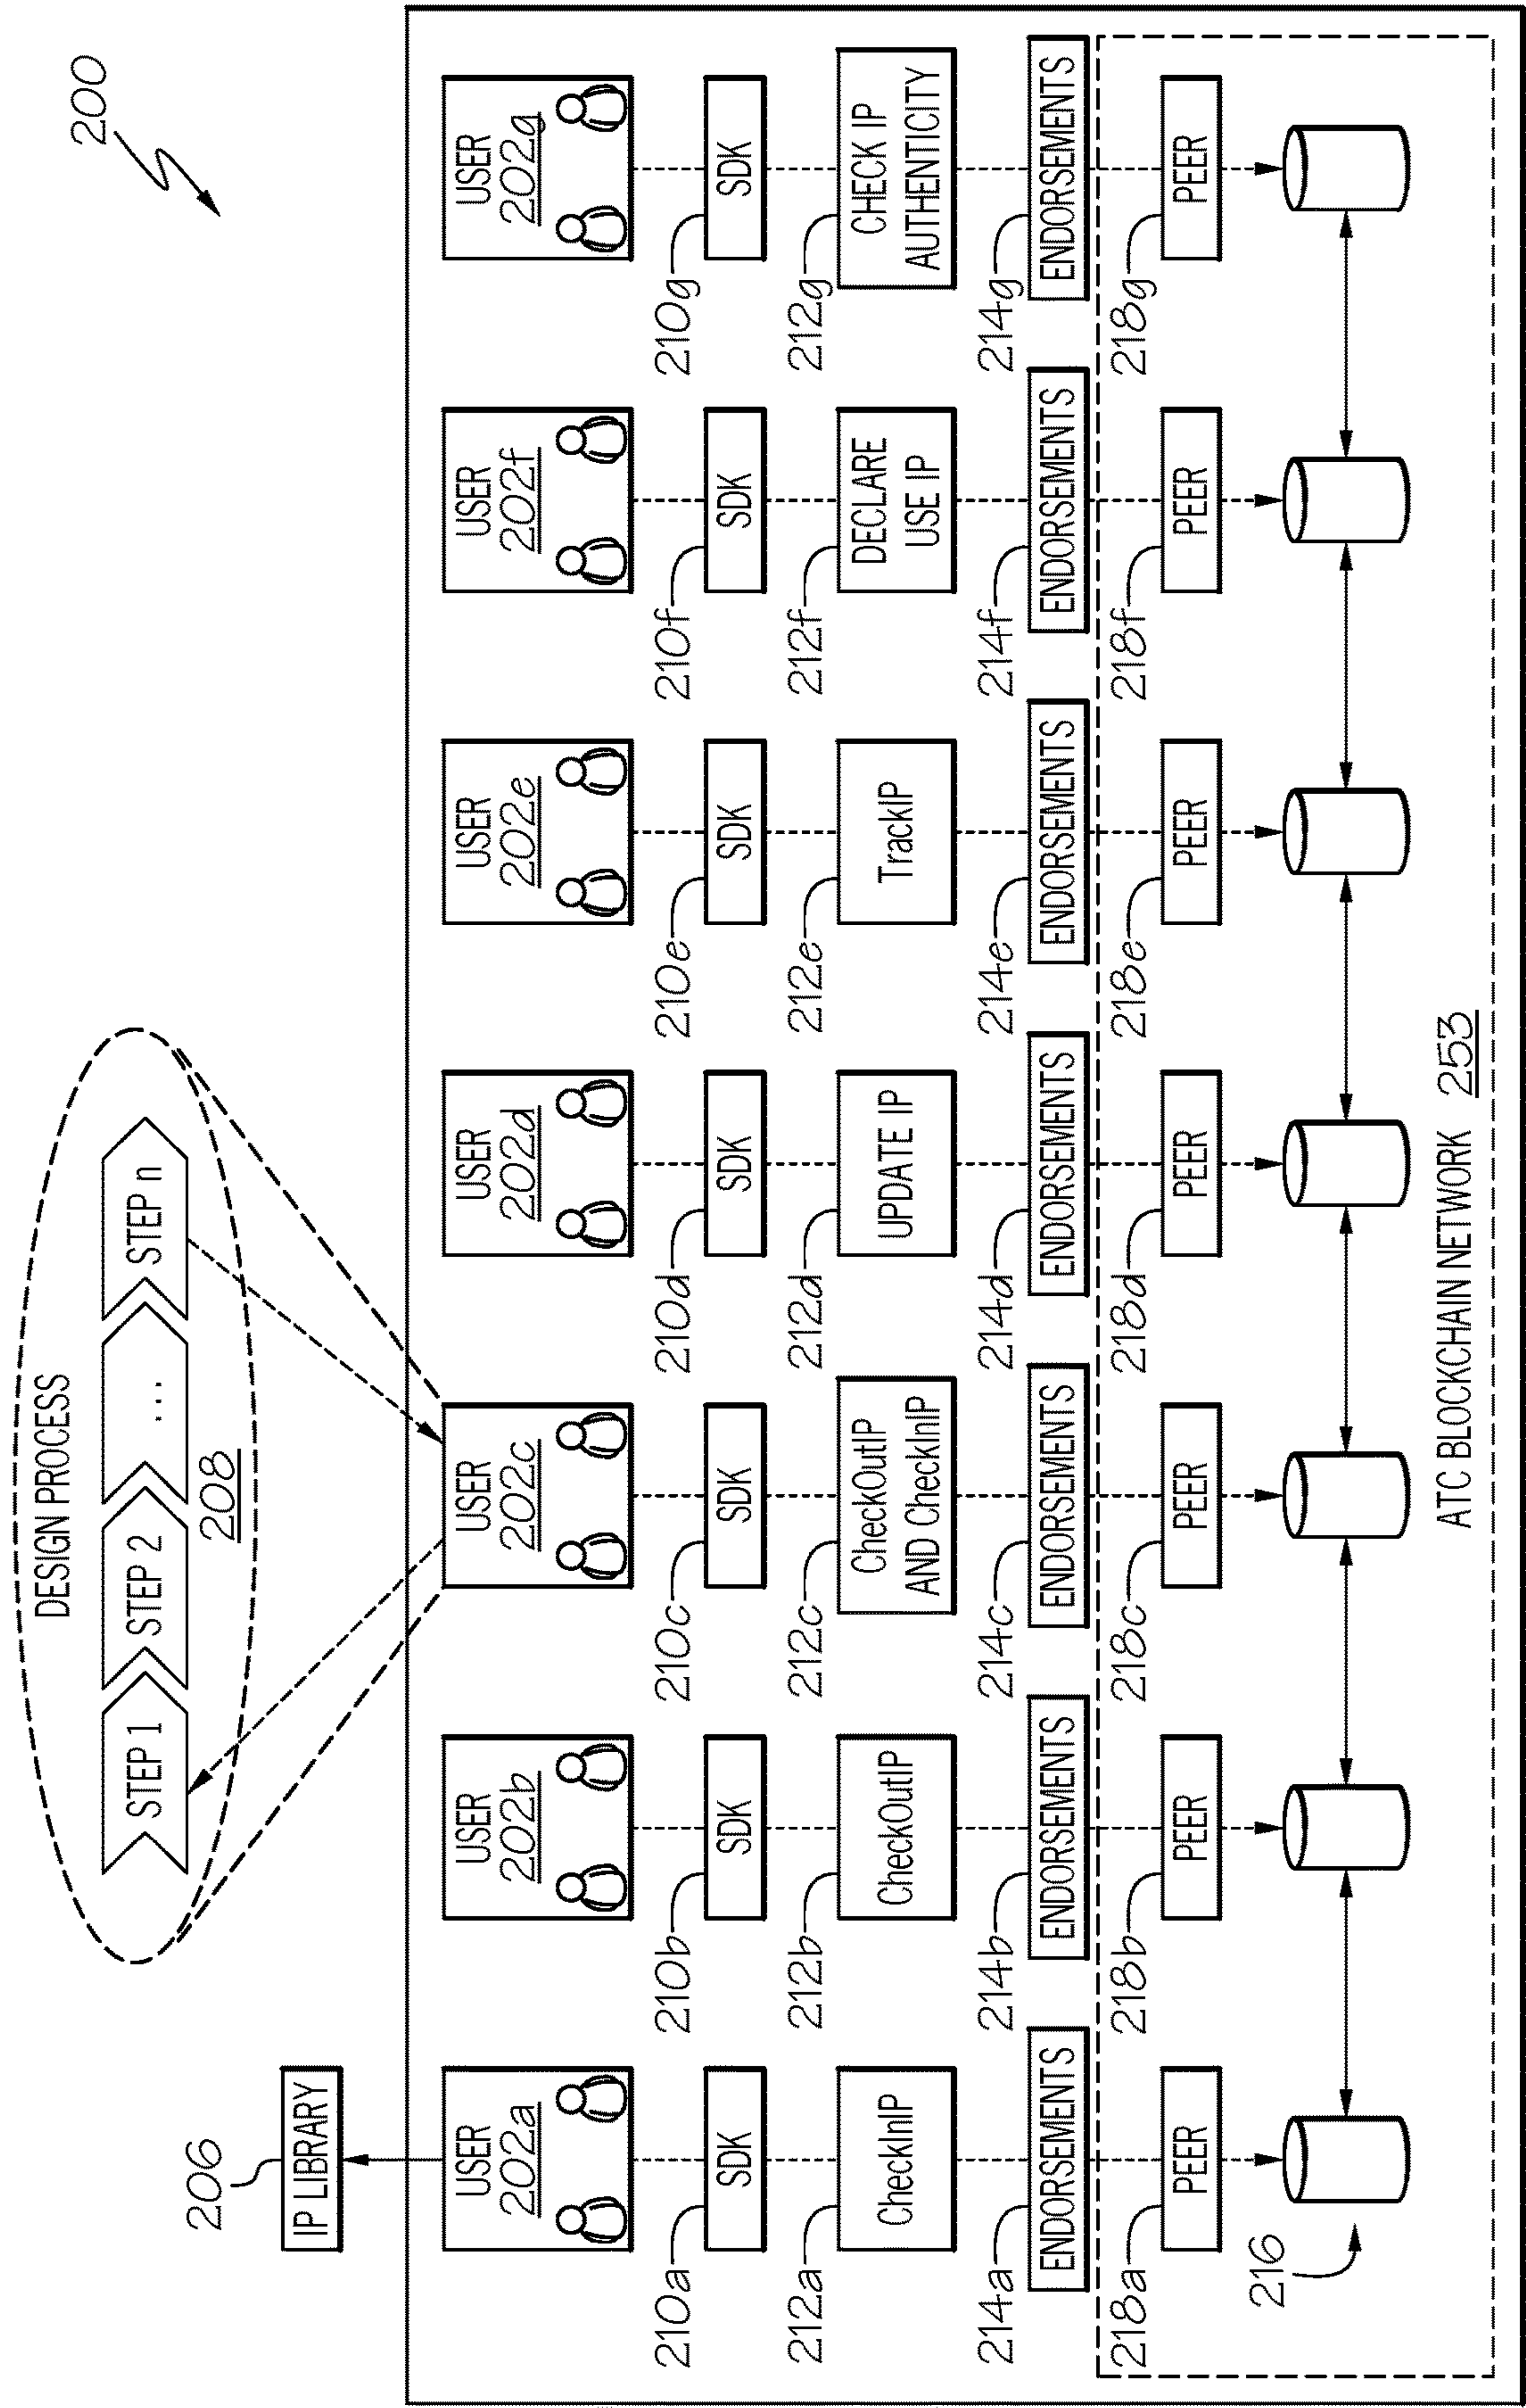 200
DESIGN PROCESS
STEP 1
STEP 2
...
STEP n
208
206
IP LIBRARY
USER
202a
USER
202b
USER
202c
USER
202d
USER
202e
USER
202f
USER
202g
210a
SDK
210b
SDK
210c
SDK
210d
SDK
210e
SDK
210f
SDK
210g
SDK
212a
CheckInIP
212b
CheckOutIP
212c
CheckOutIP
AND CheckInIP
212d
UPDATE IP
212e
TrackIP
212f
DECLARE
USE IP
212g
CHECK IP
AUTHENTICITY
214a
ENDORSEMENTS
214b
ENDORSEMENTS
214c
ENDORSEMENTS
214d
ENDORSEMENTS
214e
ENDORSEMENTS
214f
ENDORSEMENTS
214g
ENDORSEMENTS
218a
PEER
218b
PEER
218c
PEER
218d
PEER
218e
PEER
218f
PEER
218g
PEER
216
ATC BLOCKCHAIN NETWORK 253